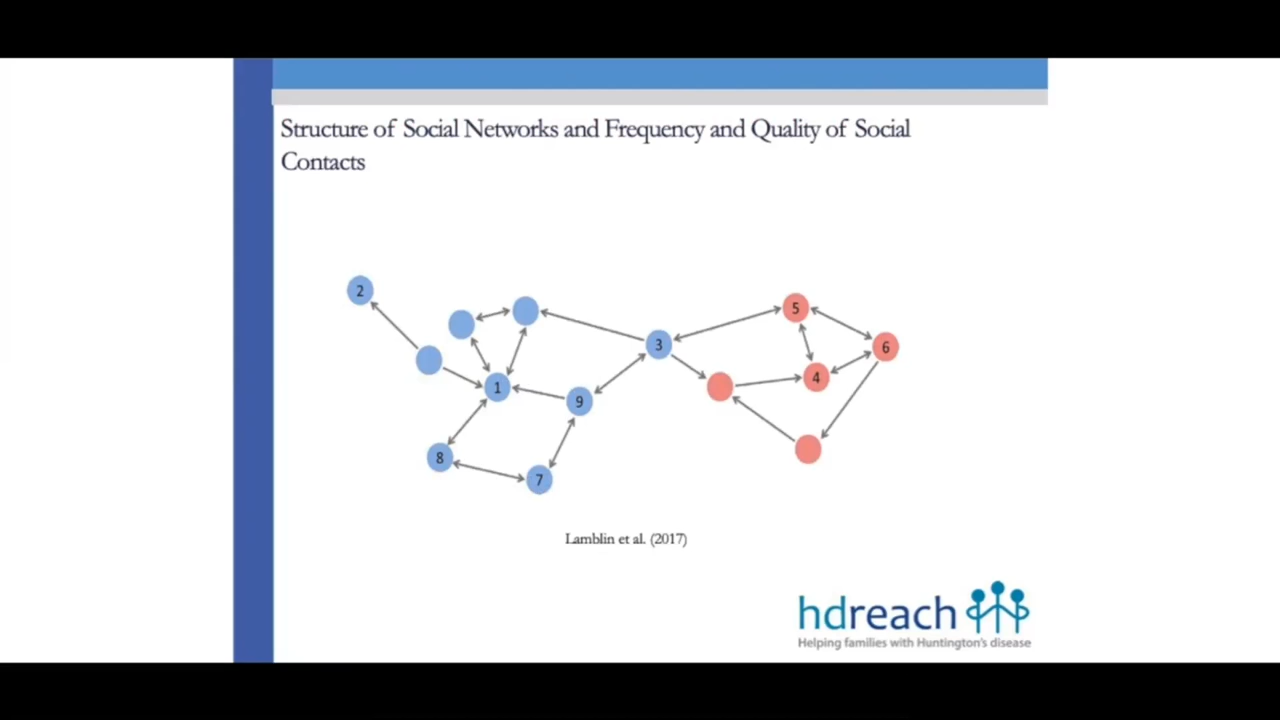 Structure of Social Networks and Frequency and Quality of Social
Contacts
2
5
3
6
4
1
9
8
7
Lamblin et al. (2017)
hdreach
Helping families with Huntington's disease